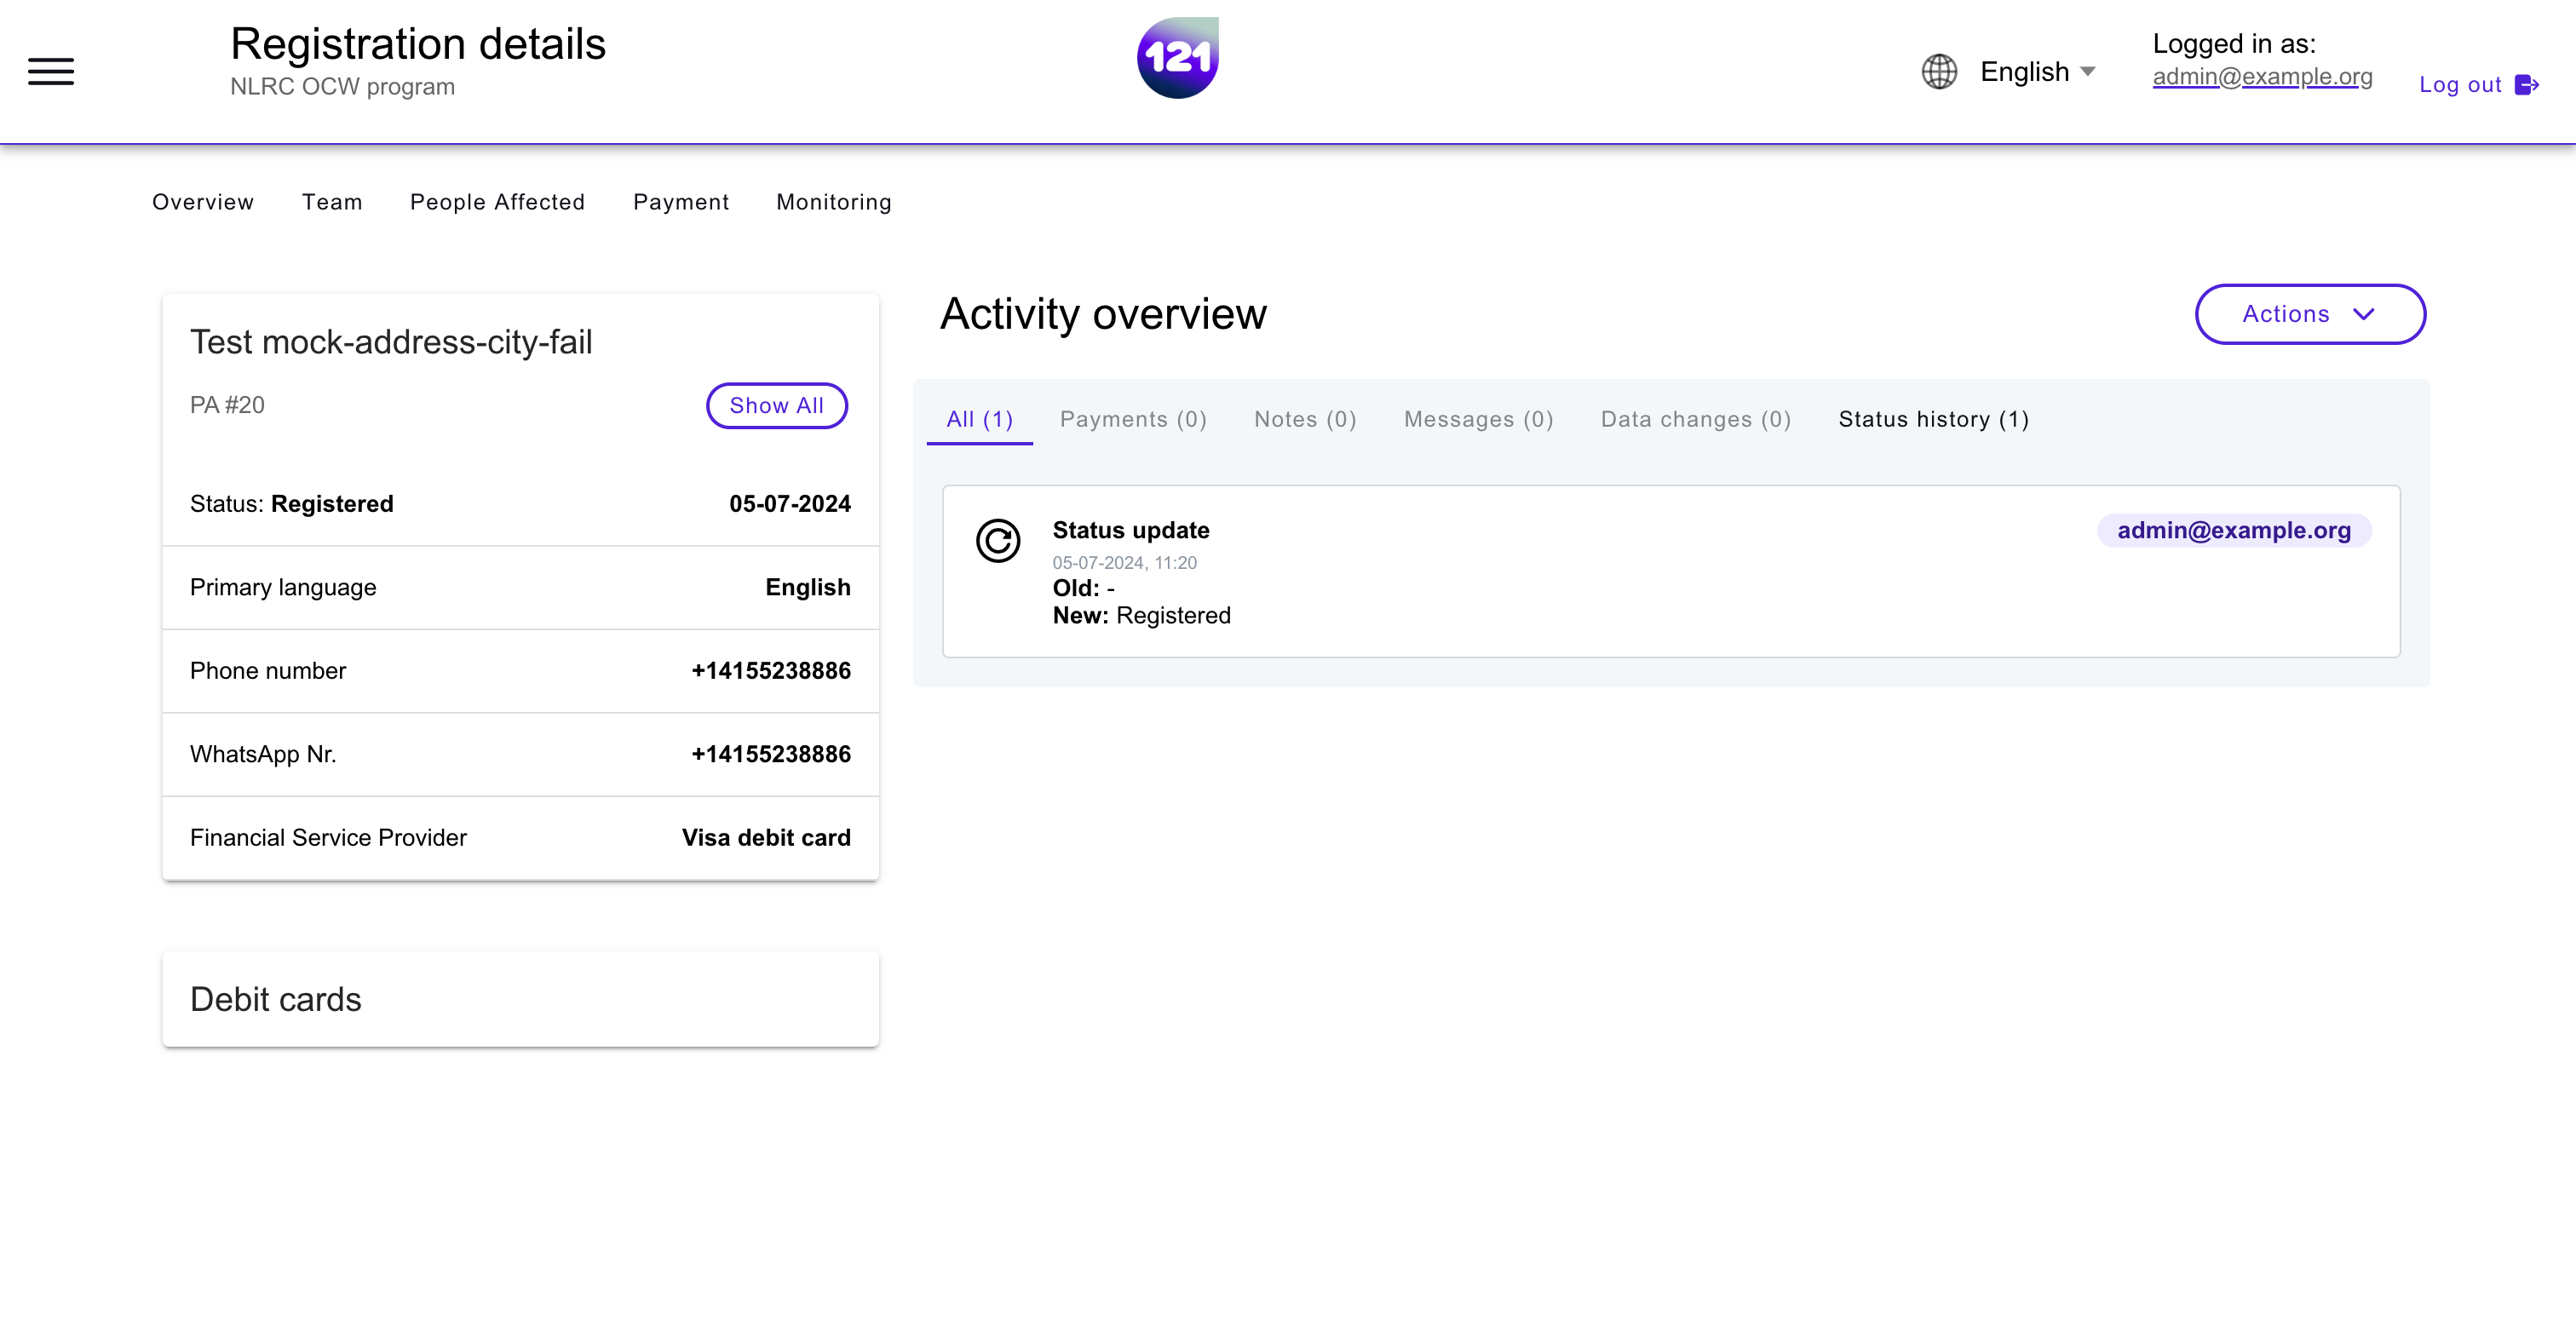 Registration details
NLRC OCW program
121
English
Logged in as:
admin@example.org
Log out
Overview Team People Affected Payment Monitoring
Test mock-address-city-fail
PA #20
Show All
Status: Registered 05-07-2024
Primary language English
Phone number +14155238886
WhatsApp Nr. +14155238886
Financial Service Provider Visa debit card
Debit cards
Activity overview
Actions
All (1) Payments (0) Notes (0) Messages (0) Data changes (0) Status history (1)
Status update
admin@example.org
05-07-2024, 11:20
Old: -
New: Registered